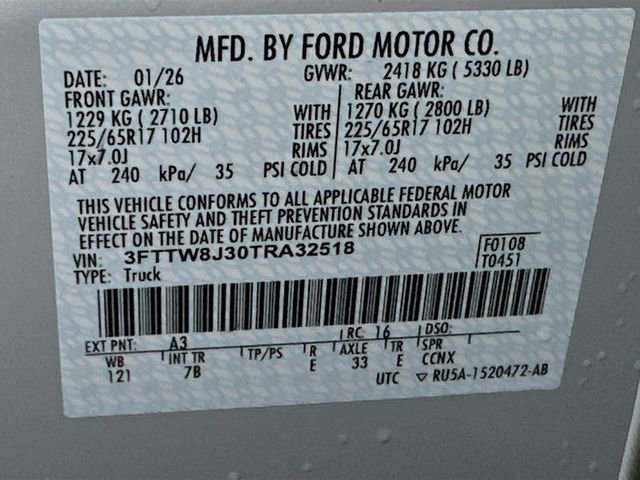 MFD. BY FORD MOTOR CO.
DATE: 01/26 GVWR: 2418 KG ( 5330 LB)
FRONT GAWR: REAR GAWR:
1229 KG ( 2710 LB) WITH 1270 KG ( 2800 LB) WITH
225/65R17 102H TIRES 225/65R17 102H TIRES
17x7.0J RIMS 17x7.0J RIMS
AT 240 kPa/ 35 PSI COLD AT 240 kPa/ 35 PSI COLD
THIS VEHICLE CONFORMS TO ALL APPLICABLE FEDERAL MOTOR
VEHICLE SAFETY AND THEFT PREVENTION STANDARDS IN
EFFECT ON THE DATE OF MANUFACTURE SHOWN ABOVE.
VIN: 3FTTW8J30TRA32518 F0108
TYPE: Truck T0451
EXT PNT: A3 RC: 16 DSO:
WB INT TR TP/PS R AXLE TR SPR
121 7B E 33 E CCNX
UTC ▽ RU5A-1520472-AB